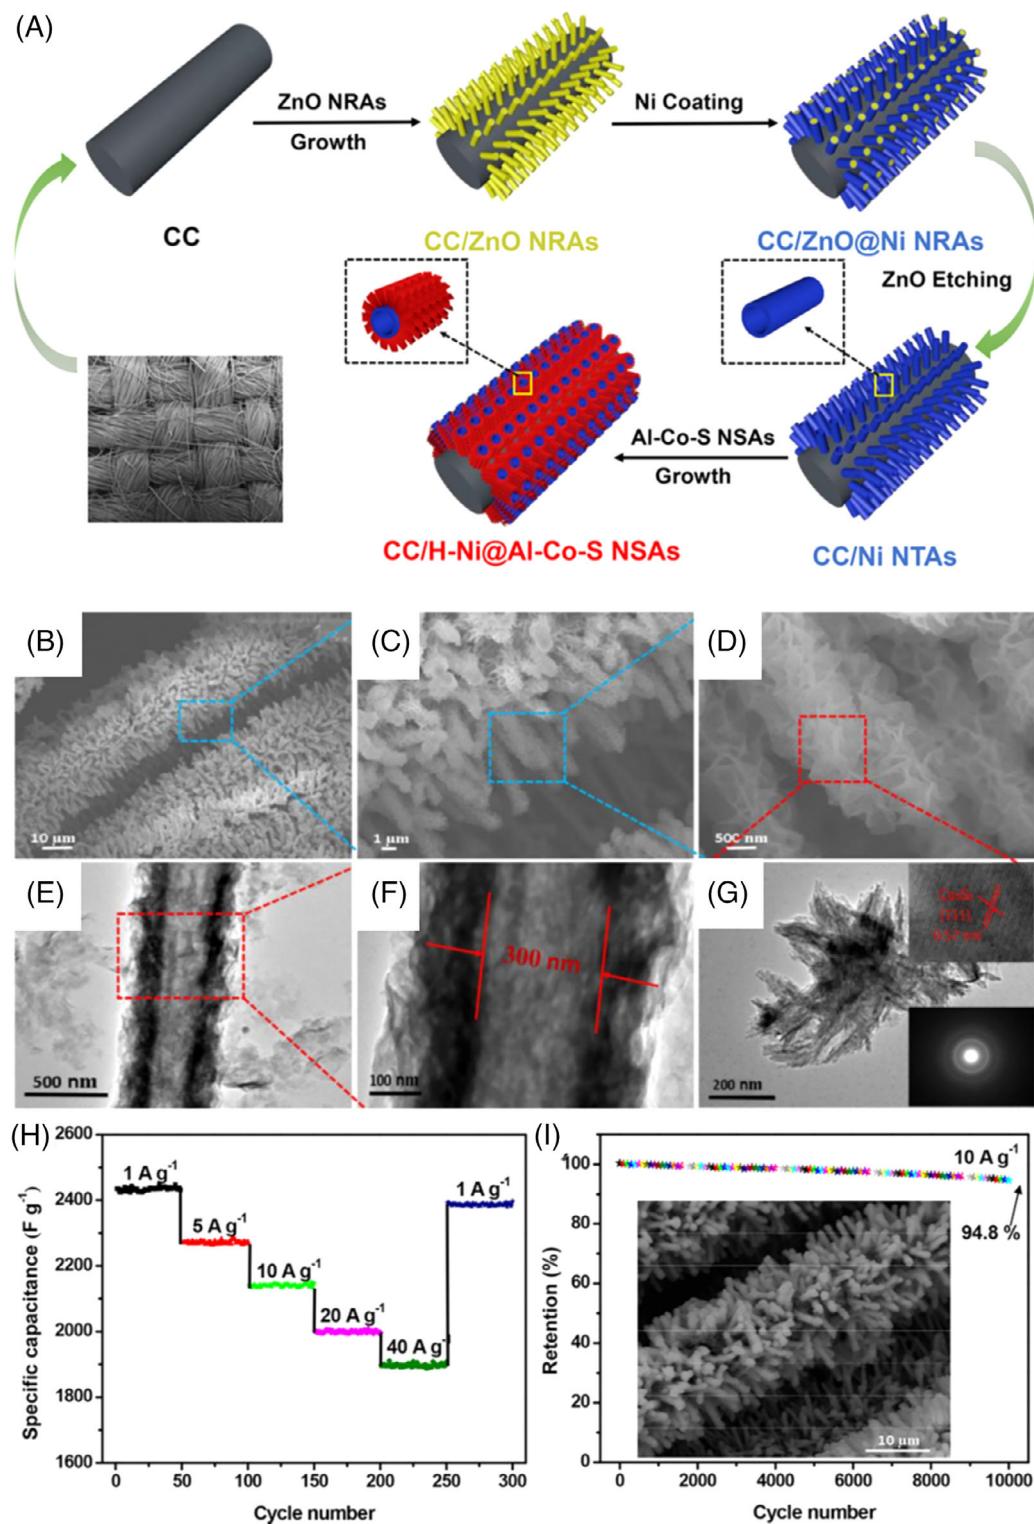 (A)
ZnO NRAs
Growth
Ni Coating
CC
CC/ZnO NRAs
CC/ZnO@Ni NRAs
ZnO Etching
Al-Co-S NSAs
Growth
CC/H-Ni@Al-Co-S NSAs
CC/Ni NTAs
(B)
10 μm
(C)
1 μm
(D)
500 nm
(E)
500 nm
(F)
300 nm
100 nm
(G)
(111)
200 nm
(H)
2600
2400
2200
2000
1800
1600
Specific capacitance (F g⁻¹)
1 A g⁻¹
5 A g⁻¹
10 A g⁻¹
20 A g⁻¹
40 A g⁻¹
1 A g⁻¹
0 50 100 150 200 250 300
Cycle number
(I)
100
80
60
40
20
0
Retention (%)
10 A g⁻¹
94.8 %
10 μm
0 2000 4000 6000 8000 10000
Cycle number